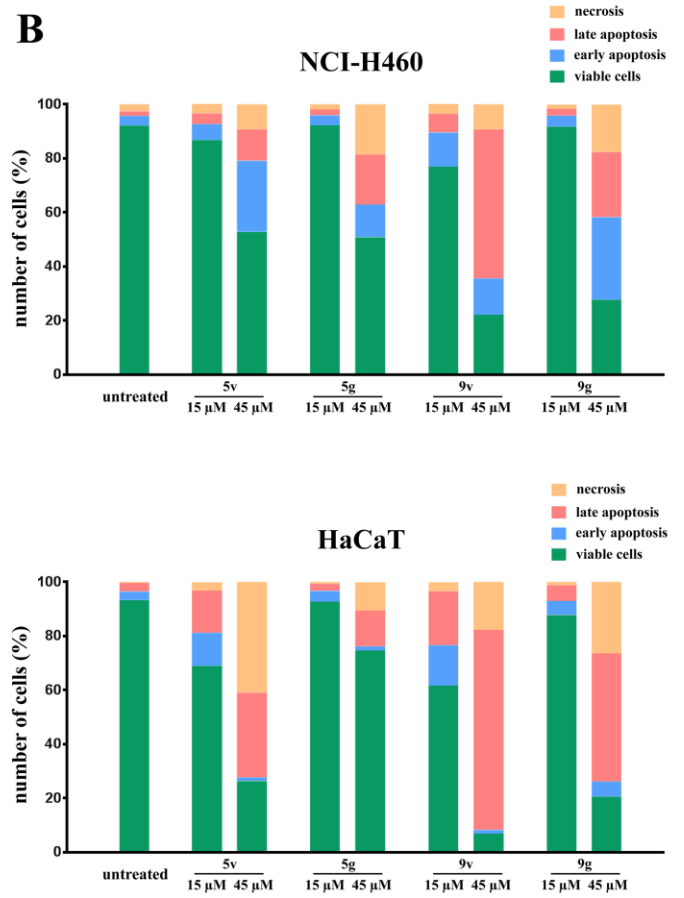 B
necrosis
late apoptosis
early apoptosis
viable cells
NCI-H460
number of cells (%)
100
80
60
40
20
0
untreated
5v
5g
9v
9g
15 μM 45 μM
15 μM 45 μM
15 μM 45 μM
15 μM 45 μM
necrosis
late apoptosis
early apoptosis
viable cells
HaCaT
number of cells (%)
100
80
60
40
20
0
untreated
5v
5g
9v
9g
15 μM 45 μM
15 μM 45 μM
15 μM 45 μM
15 μM 45 μM